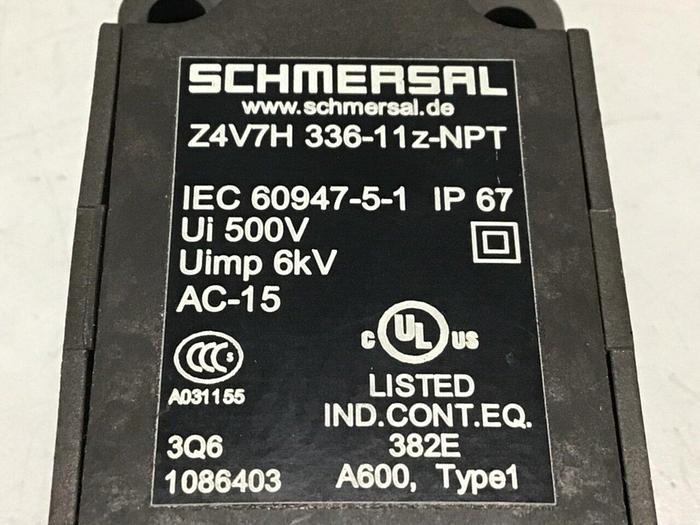 SCHMERSAL
www.schmersal.de
Z4V7H 336-11z-NPT
IEC 60947-5-1 IP 67
Ui 500V
Uimp 6kV
AC-15
CCC S
A031155
C UL US
LISTED
IND.CONT.EQ.
382E
A600, Type1
3Q6
1086403